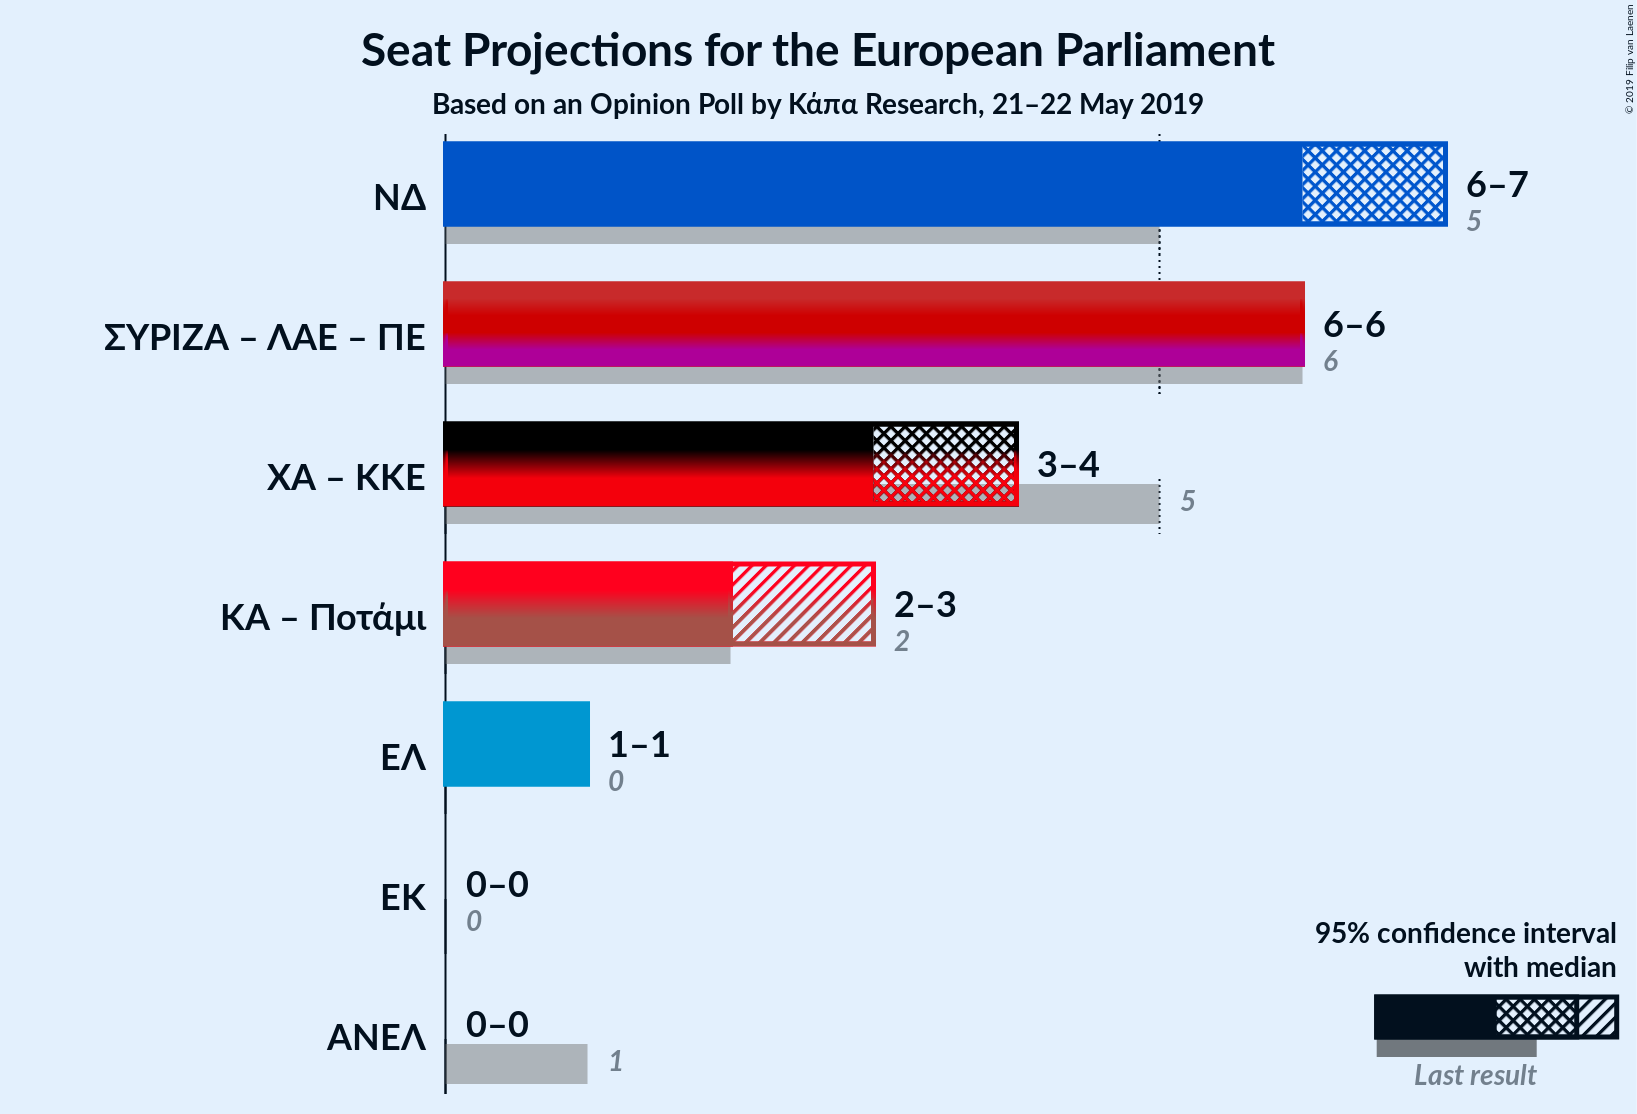 Seat Projections for the European Parliament
Based on an Opinion Poll by Κάπα Research, 21–22 May 2019
© 2019 Filip van Laenen
ΝΔ
6–7
5
ΣΥΡΙΖΑ – ΛΑΕ – ΠΕ
6–6
6
ΧΑ – ΚΚΕ
3–4
5
ΚΑ – Ποτάμι
2–3
2
ΕΛ
1–1
0
ΕΚ
0–0
0
ΑΝΕΛ
0–0
1
95% confidence interval
with median
Last result